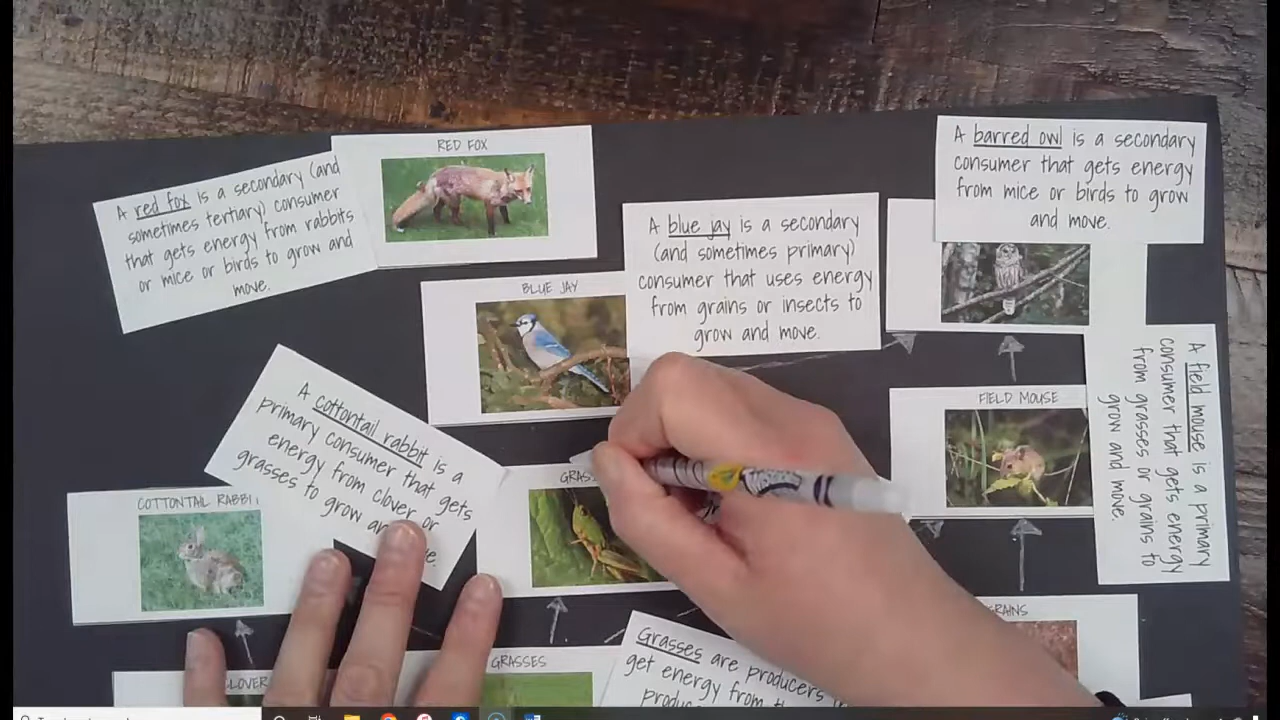 RED FOX
A red fox is a secondary (and
sometimes tertiary) consumer
that gets energy from rabbits
or mice or birds to grow and
move.
A blue jay is a secondary
(and sometimes primary)
consumer that uses energy
from grains or insects to
grow and move.
A barred owl is a secondary
consumer that gets energy
from mice or birds to grow
and move.
BLUE JAY
FIELD MOUSE
A field mouse is a primary
consumer that gets energy
from grasses or grains to
grow and move.
A cottontail rabbit is a
primary consumer that gets
energy from clover or
grasses to grow
COTTONTAIL RABBI
CLOVER
GRASSES
Grasses are producers
get energy from